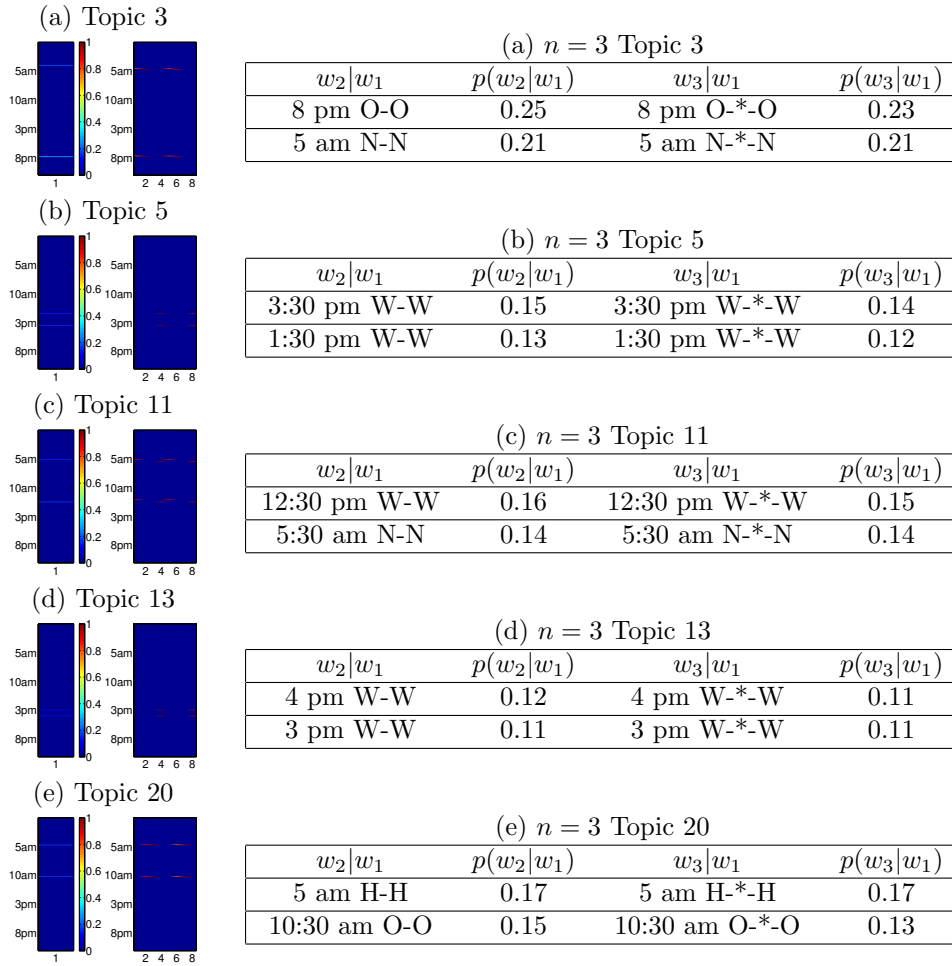 (a) Topic 3
1
0.8
5am
0.6
5am
10am
10am
0.4
3pm
3pm
0.2
8pm
8pm
0
1
2 4 6 8
(a) n = 3 Topic 3
w₂|w₁ p(w₂|w₁) w₃|w₁ p(w₃|w₁)
8 pm O-O 0.25 8 pm O-*-O 0.23
5 am N-N 0.21 5 am N-*-N 0.21
(b) Topic 5
1
0.8
5am
0.6
5am
10am
10am
0.4
3pm
3pm
0.2
8pm
8pm
0
1
2 4 6 8
(b) n = 3 Topic 5
w₂|w₁ p(w₂|w₁) w₃|w₁ p(w₃|w₁)
3:30 pm W-W 0.15 3:30 pm W-*-W 0.14
1:30 pm W-W 0.13 1:30 pm W-*-W 0.12
(c) Topic 11
1
0.8
5am
0.6
5am
10am
10am
0.4
3pm
3pm
0.2
8pm
8pm
0
1
2 4 6 8
(c) n = 3 Topic 11
w₂|w₁ p(w₂|w₁) w₃|w₁ p(w₃|w₁)
12:30 pm W-W 0.16 12:30 pm W-*-W 0.15
5:30 am N-N 0.14 5:30 am N-*-N 0.14
(d) Topic 13
1
0.8
5am
0.6
5am
10am
10am
0.4
3pm
3pm
0.2
8pm
8pm
0
1
2 4 6 8
(d) n = 3 Topic 13
w₂|w₁ p(w₂|w₁) w₃|w₁ p(w₃|w₁)
4 pm W-W 0.12 4 pm W-*-W 0.11
3 pm W-W 0.11 3 pm W-*-W 0.11
(e) Topic 20
1
0.8
5am
0.6
5am
10am
10am
0.4
3pm
3pm
0.2
8pm
8pm
0
1
2 4 6 8
(e) n = 3 Topic 20
w₂|w₁ p(w₂|w₁) w₃|w₁ p(w₃|w₁)
5 am H-H 0.17 5 am H-*-H 0.17
10:30 am O-O 0.15 10:30 am O-*-O 0.13